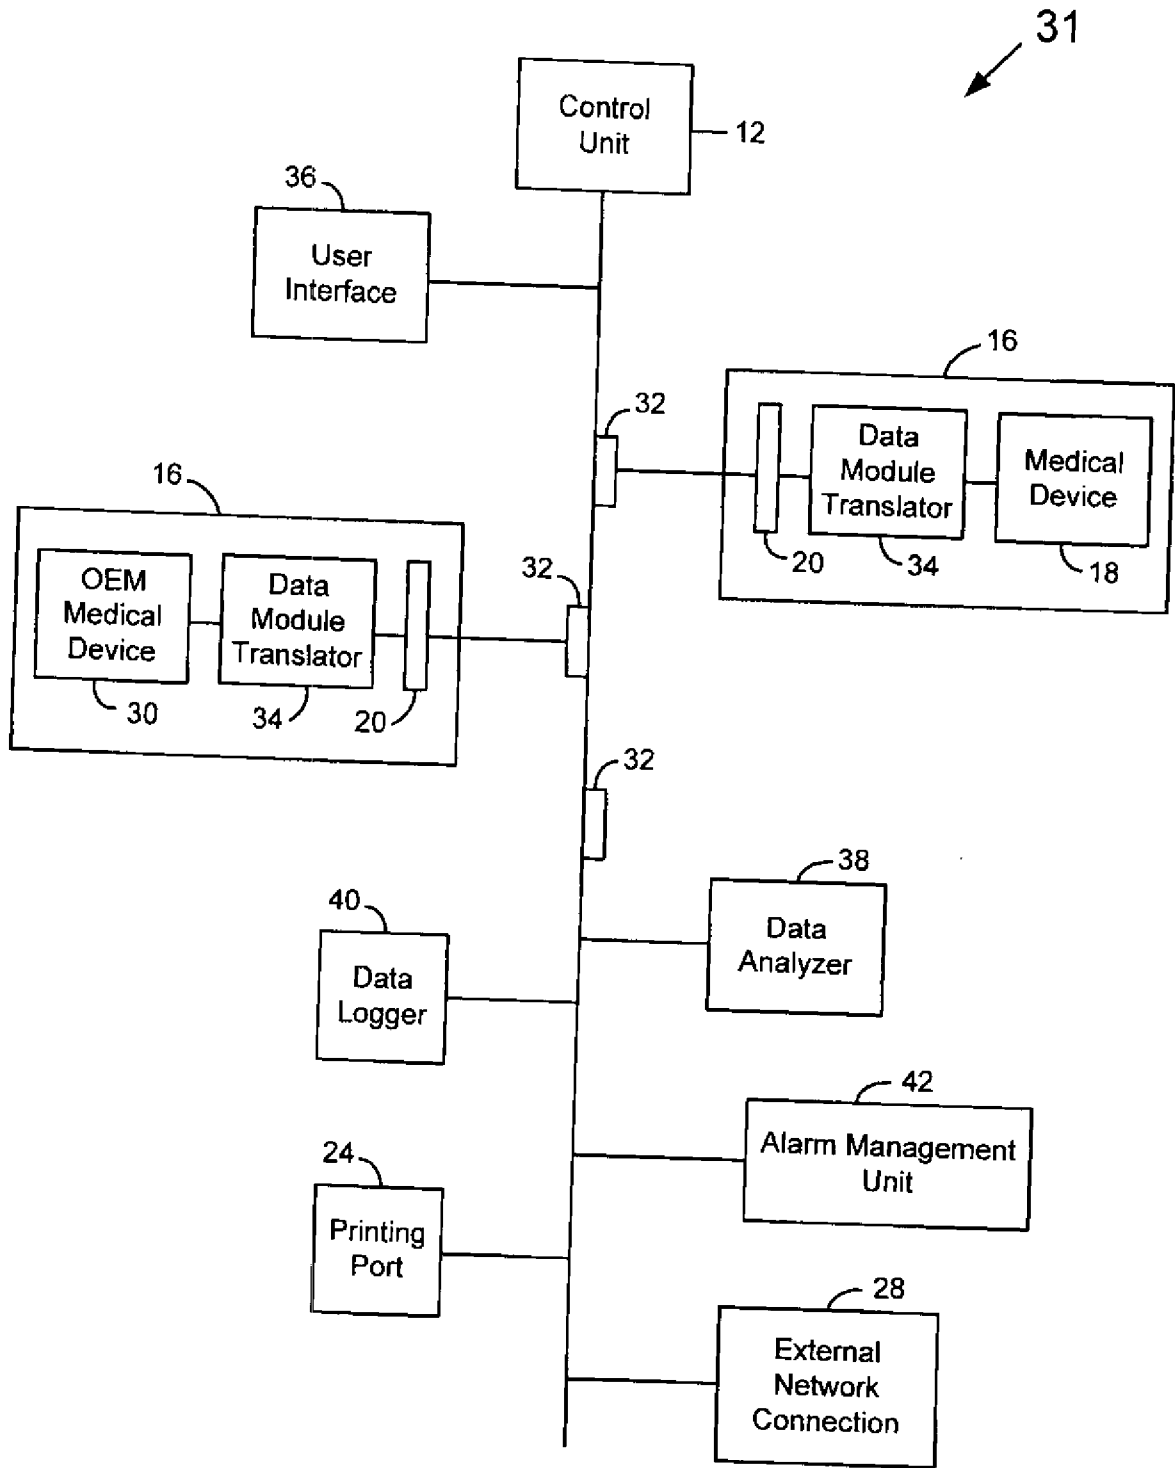 31
Control
Unit
12
36
User
Interface
16
32
Data
Module
Translator
Medical
Device
20
34
18
16
OEM
Medical
Device
Data
Module
Translator
32
30
34
20
32
38
Data
Analyzer
40
Data
Logger
42
Alarm Management
Unit
24
Printing
Port
28
External
Network
Connection